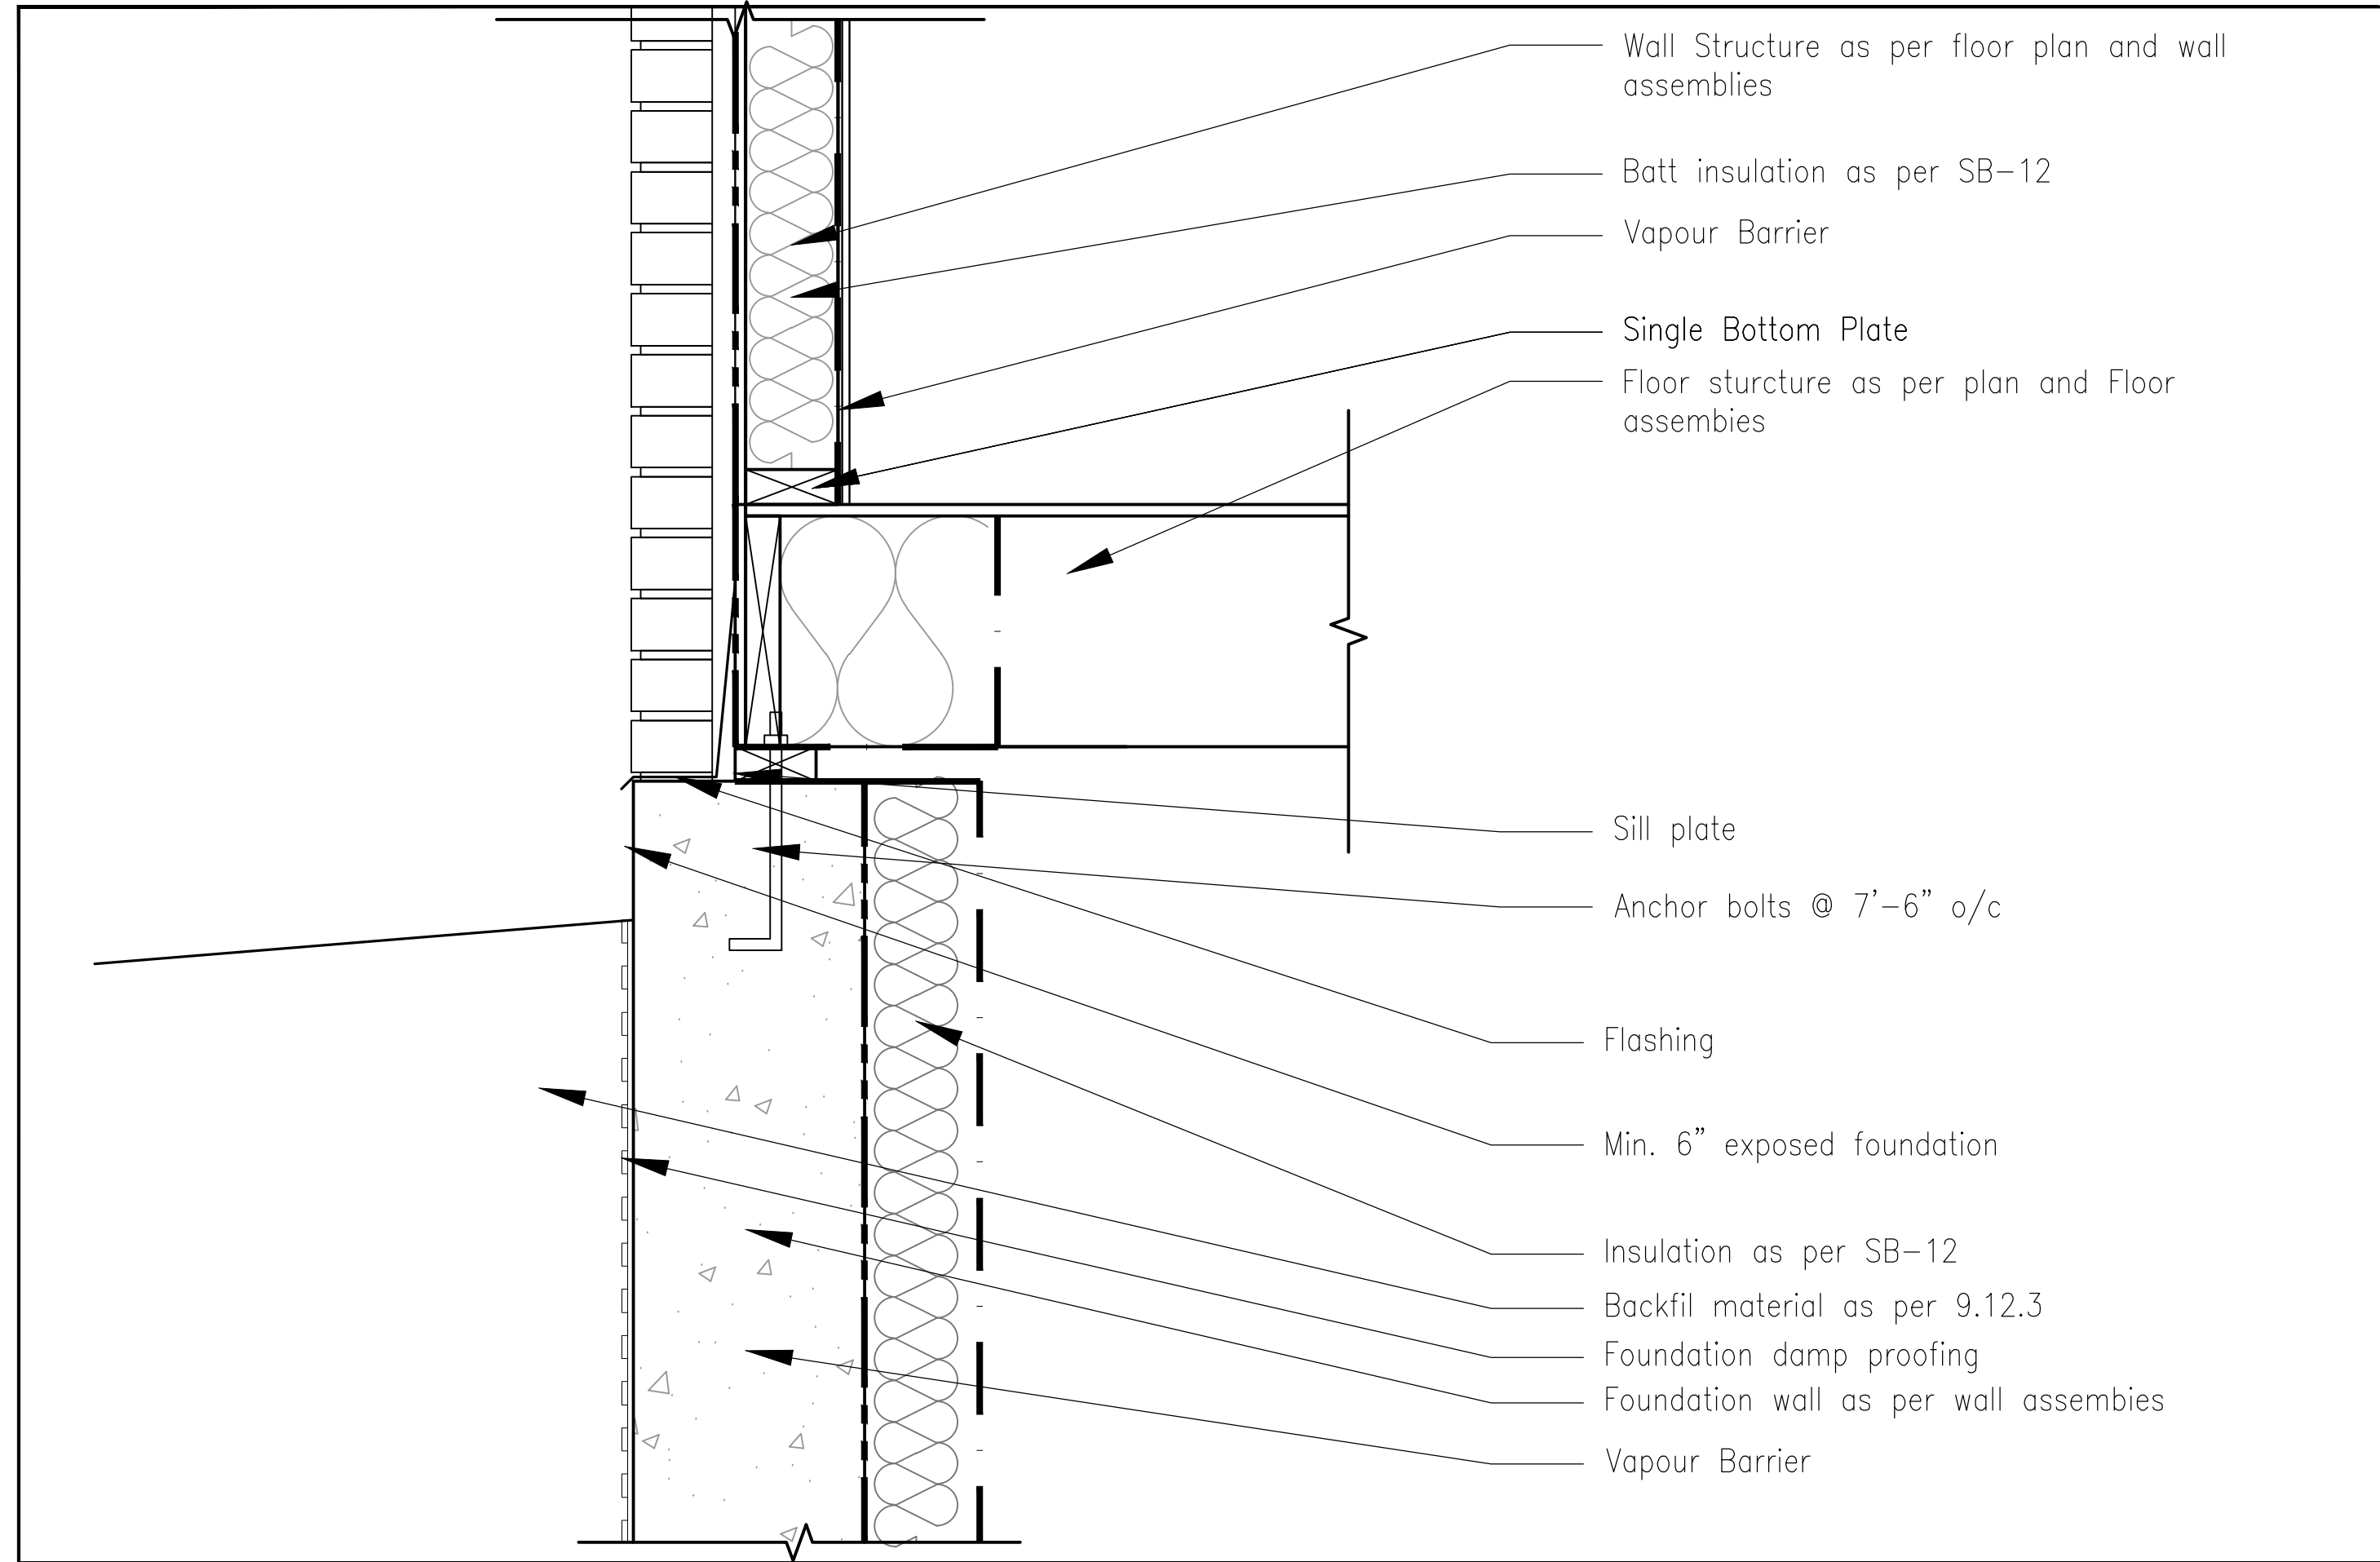 Wall Structure as per floor plan and wall
assemblies
Batt insulation as per SB-12
Vapour Barrier
Single Bottom Plate
Floor sturcture as per plan and Floor
assembies
Sill plate
Anchor bolts @ 7'-6" o/c
Flashing
Min. 6" exposed foundation
Insulation as per SB-12
Backfil material as per 9.12.3
Foundation damp proofing
Foundation wall as per wall assembies
Vapour Barrier